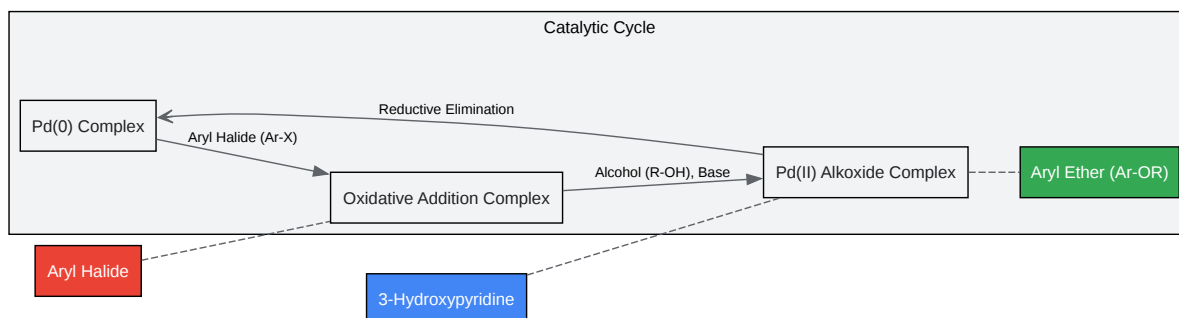 Catalytic Cycle
Reductive Elimination
Pd(0) Complex
Aryl Halide (Ar-X)
Alcohol (R-OH), Base
Pd(II) Alkoxide Complex
Aryl Ether (Ar-OR)
Oxidative Addition Complex
Aryl Halide
3-Hydroxypyridine